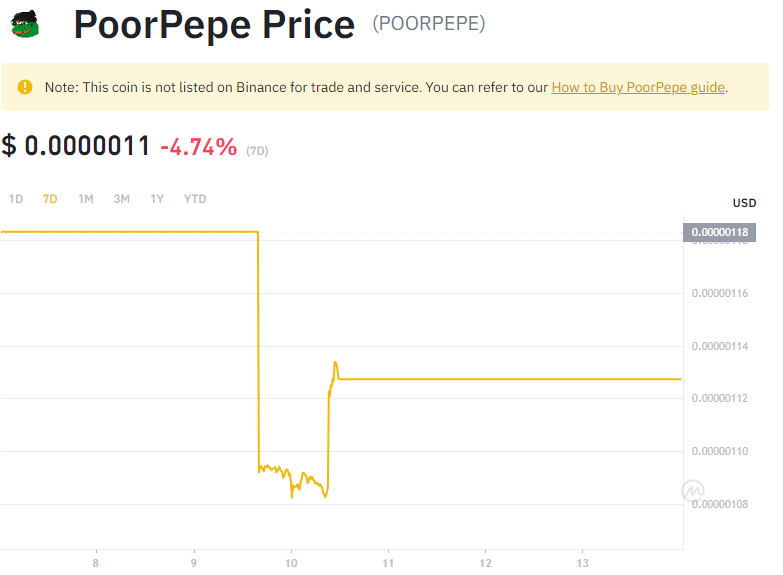 PoorPepe Price (POORPEPE)
Note: This coin is not listed on Binance for trade and service. You can refer to our How to Buy PoorPepe guide.
$ 0.0000011 -4.74% (7D)
1D 7D 1M 3M 1Y YTD
USD
0.00000118
0.00000116
0.00000114
0.00000112
0.00000110
0.00000108
8 9 10 11 12 13